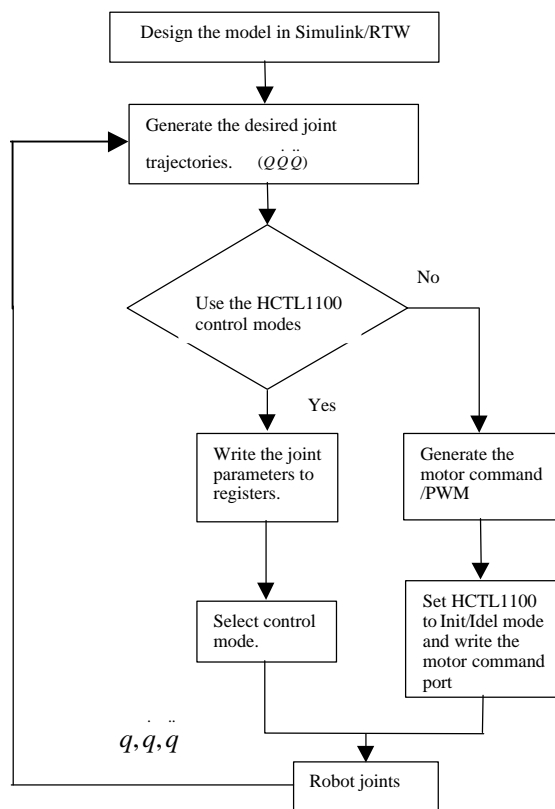 Design the model in Simulink/RTW
Generate the desired joint
trajectories. (QQ̇Q̈)
No
Use the HCTL1100
control modes
Yes
Write the joint
parameters to
registers.
Generate the
motor command
/PWM
Select control
mode.
Set HCTL1100
to Init/Idel mode
and write the
motor command
port
q,q̇,q̈
Robot joints